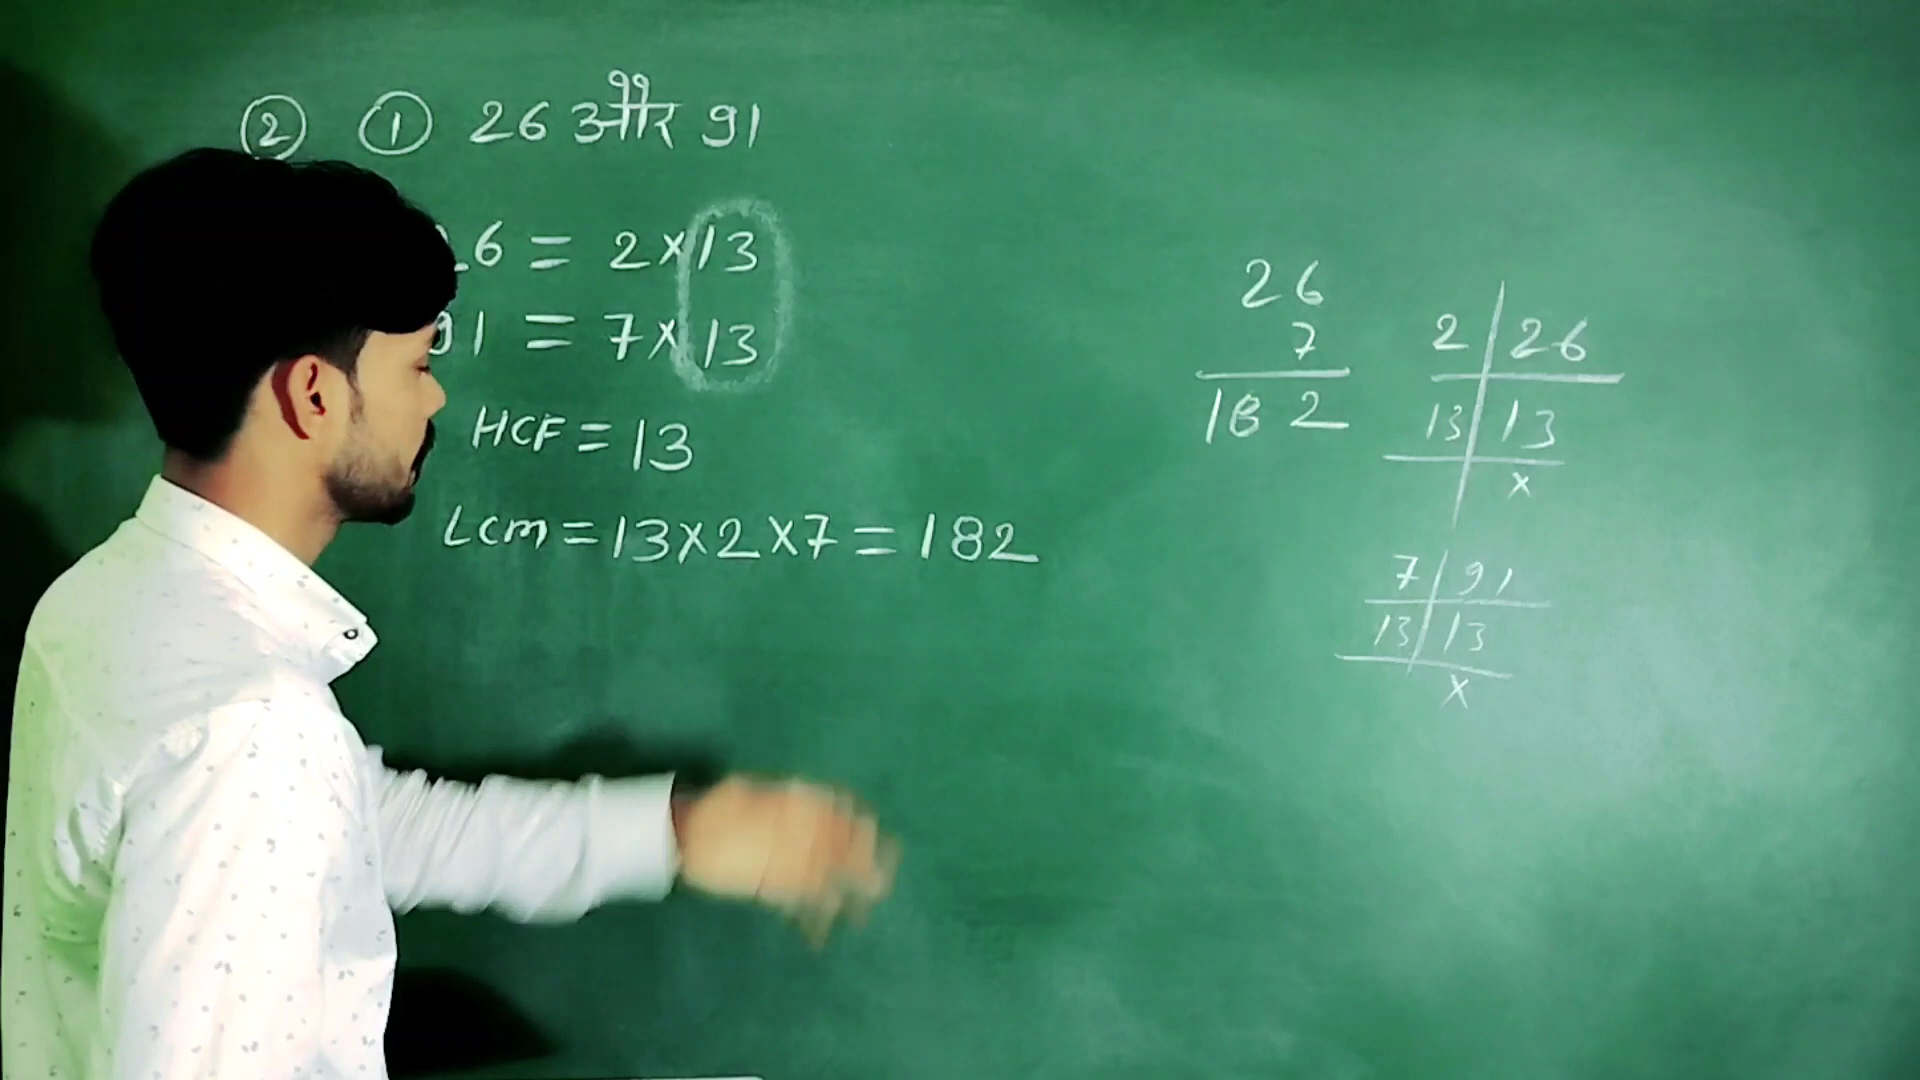 ② ① 26 और 91
26 = 2×13
91 = 7×13
HCF = 13
LCM = 13×2×7 = 182
26
7
182
2 | 26
13 | 13
x
7 | 91
13 | 13
x